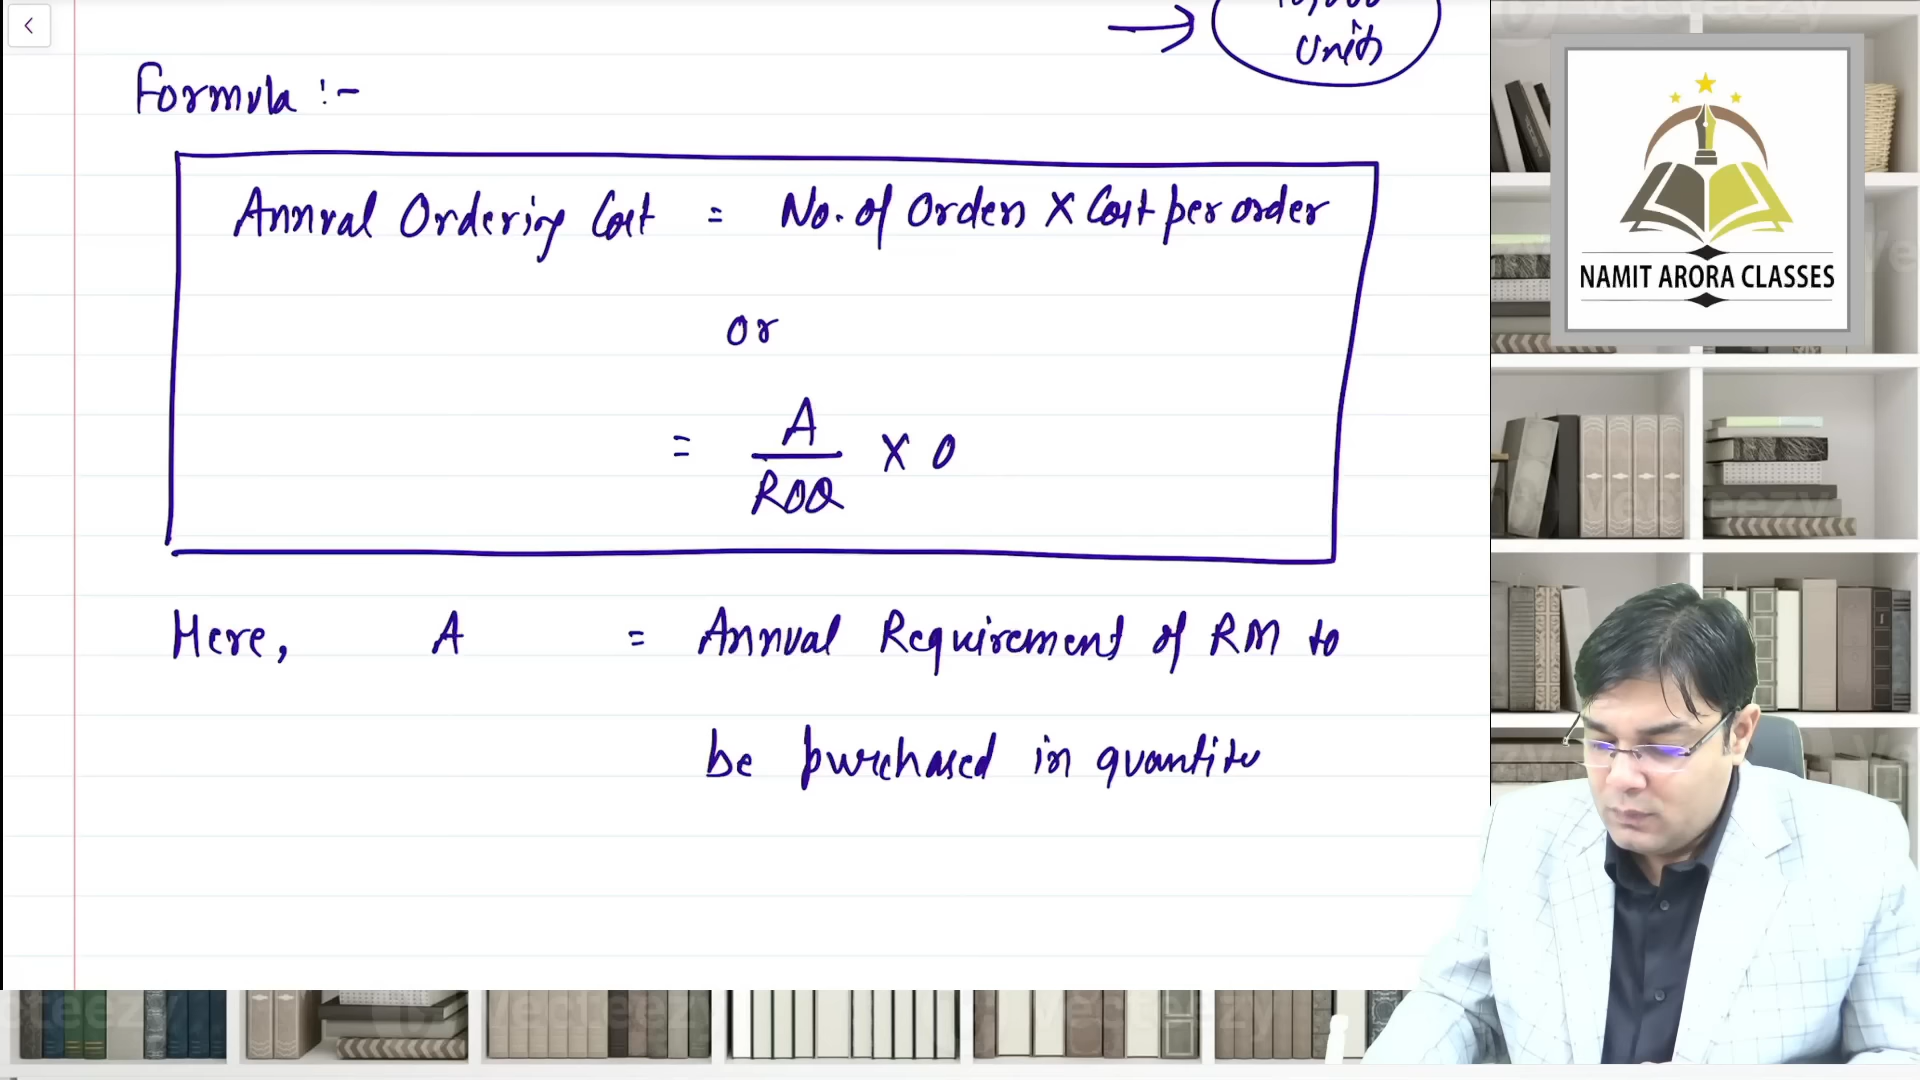 Units
Formula :-
Annual Ordering Cost = No. of Orders X Cost per order
or
= A / ROQ X O
Here, A = Annual Requirement of RM to
be purchased in quantity
NAMIT ARORA CLASSES